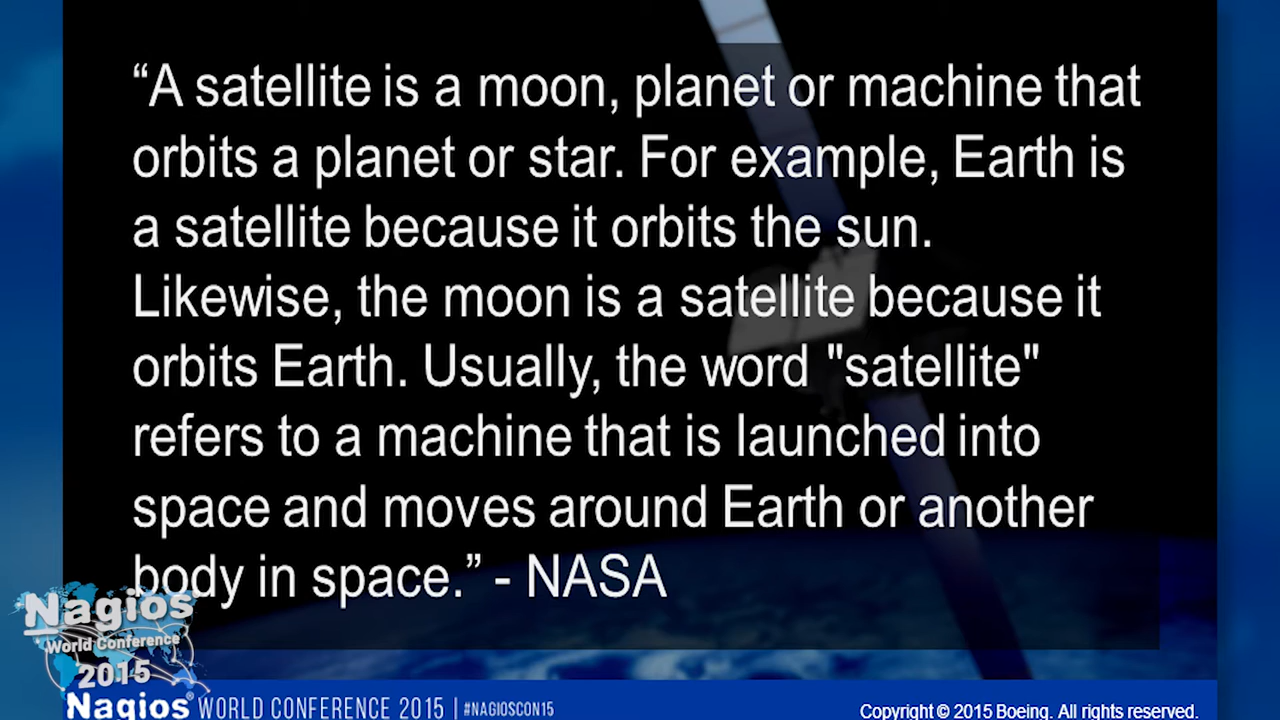 “A satellite is a moon, planet or machine that
orbits a planet or star. For example, Earth is
a satellite because it orbits the sun.
Likewise, the moon is a satellite because it
orbits Earth. Usually, the word "satellite"
refers to a machine that is launched into
space and moves around Earth or another
body in space.” - NASA
Nagios
World Conference
2015
Nagios® WORLD CONFERENCE 2015 | #NAGIOSCON15
Copyright © 2015 Boeing. All rights reserved.